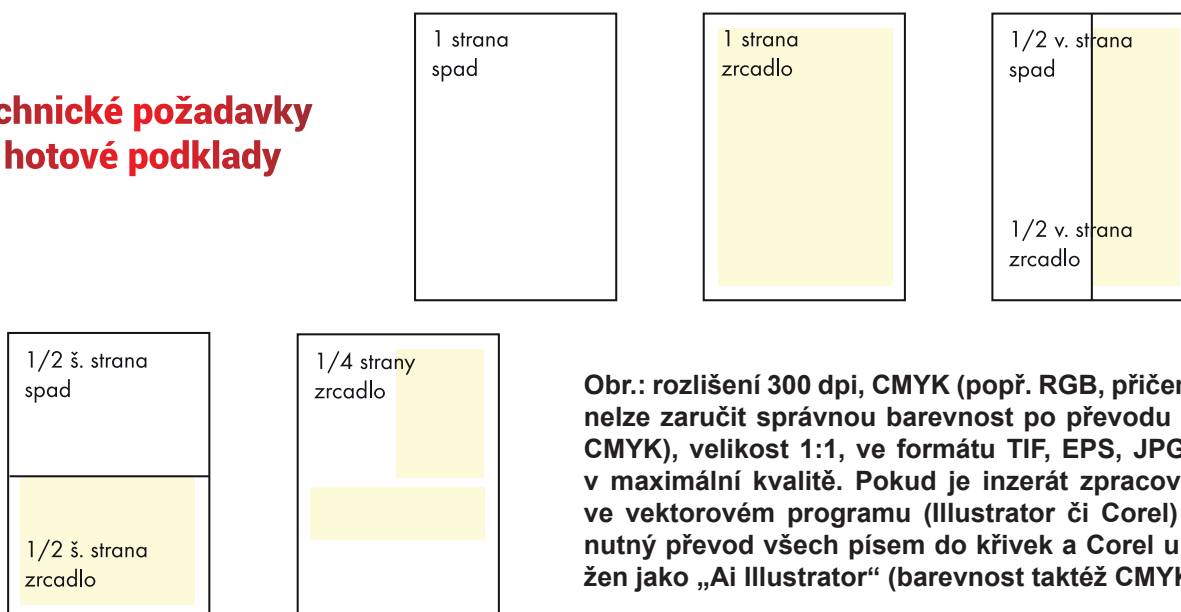 1 strana
spad
1 strana
zrcadlo
1/2 v. strana
spad
1/2 v. strana
zrcadlo
chnické požadavky
hotové podklady
1/2 š. strana
spad
1/2 š. strana
zrcadlo
1/4 strany
zrcadlo
Obr.: rozlišení 300 dpi, CMYK (popř. RGB, přičem
nelze zaručit správnou barevnost po převodu
CMYK), velikost 1:1, ve formátu TIF, EPS, JPG
v maximální kvalitě. Pokud je inzerát zpracov
ve vektorovém programu (Illustrator či Corel)
nutný převod všech písem do křivek a Corel u
žen jako „Ai Illustrator“ (barevnost taktéž CMYK